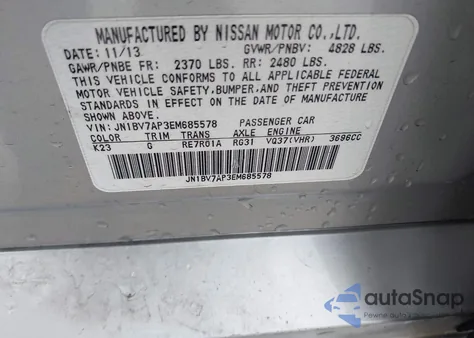 MANUFACTURED BY NISSAN MOTOR CO.,LTD.
DATE: 11/13 GVWR/PNBV: 4828 LBS.
GAWR/PNBE FR: 2370 LBS. RR: 2480 LBS.
THIS VEHICLE CONFORMS TO ALL APPLICABLE FEDERAL
MOTOR VEHICLE SAFETY,BUMPER,AND THEFT PREVENTION
STANDARDS IN EFFECT ON THE DATE OF MANUFACTURE
SHOWN ABOVE.
VIN: JN1BV7AP3EM685578 PASSENGER CAR
COLOR TRIM TRANS AXLE ENGINE
K23 G RE7R01A RG31 VQ37(VHR) 3696CC
JN1BV7AP3EM685578
autoSnap
Pewne auta z USA